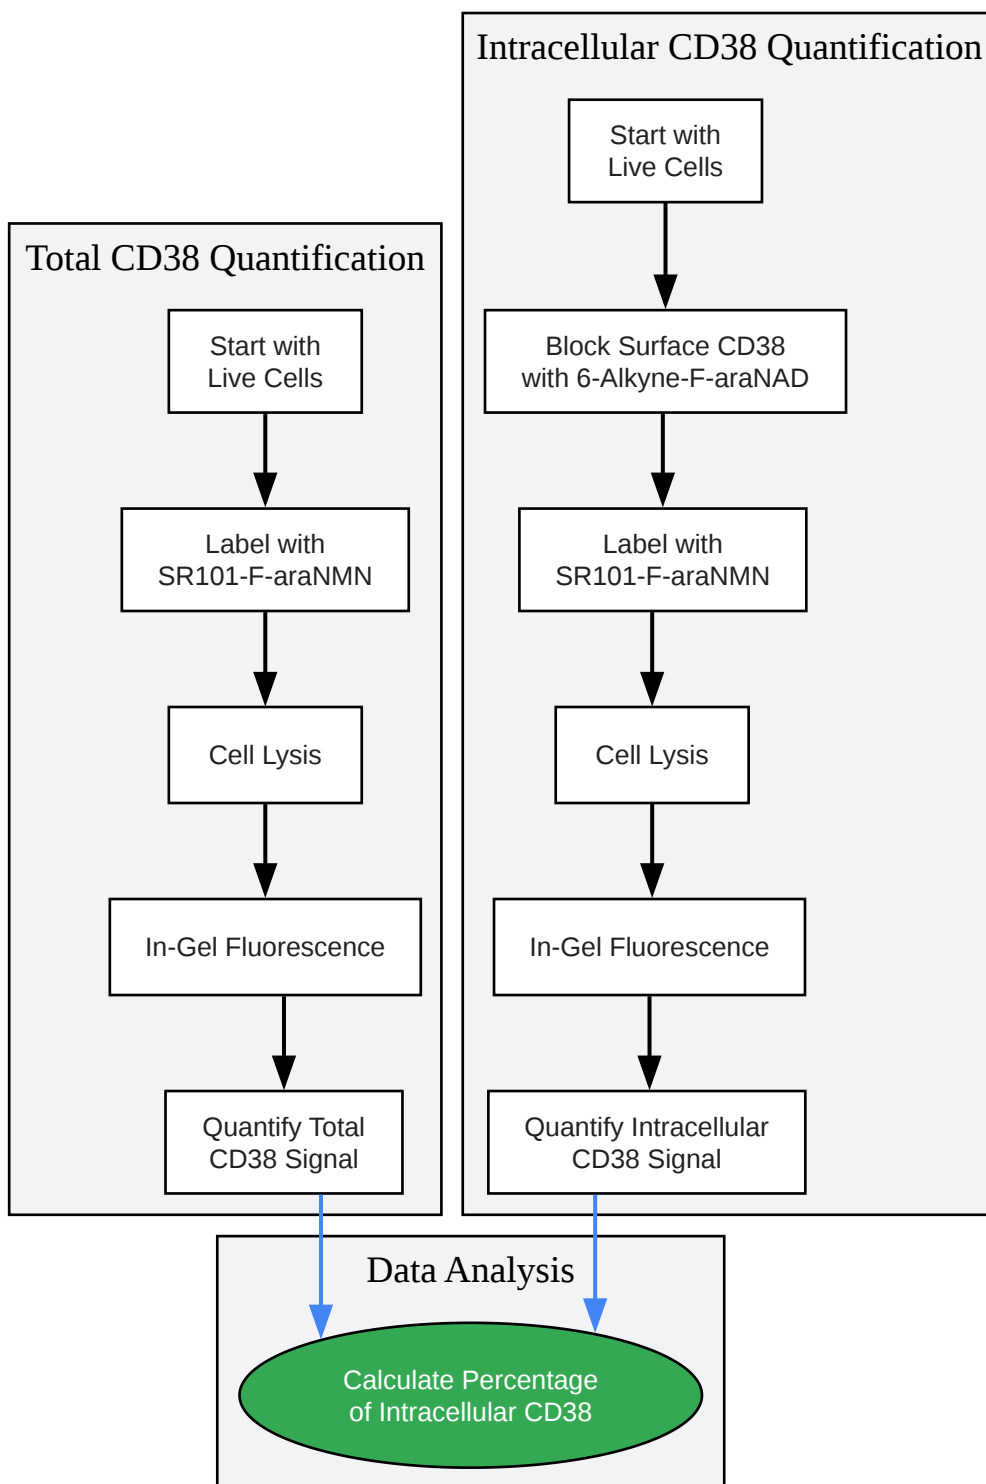 Total CD38 Quantification
Start with
Live Cells
Label with
SR101-F-araNMN
Cell Lysis
In-Gel Fluorescence
Quantify Total
CD38 Signal
Intracellular CD38 Quantification
Start with
Live Cells
Block Surface CD38
with 6-Alkyne-F-araNAD
Label with
SR101-F-araNMN
Cell Lysis
In-Gel Fluorescence
Quantify Intracellular
CD38 Signal
Data Analysis
Calculate Percentage
of Intracellular CD38